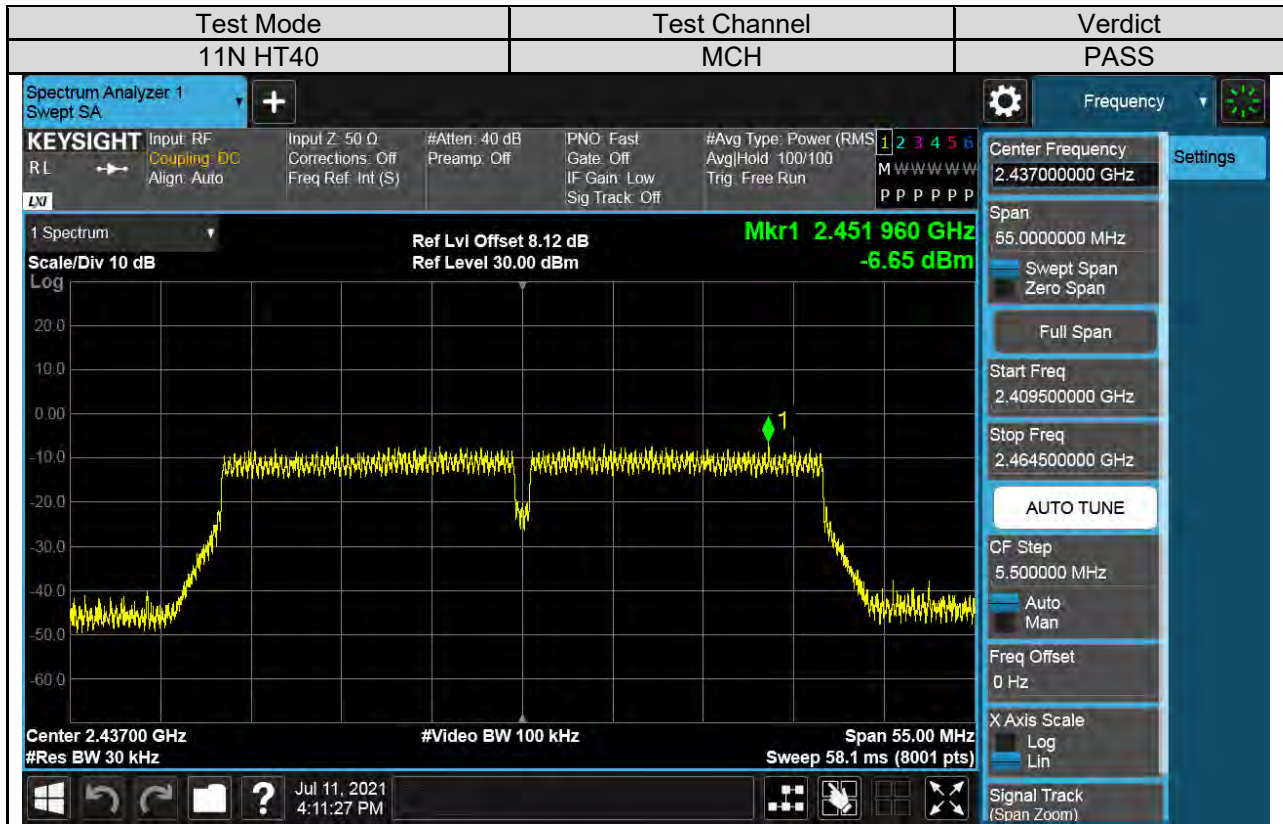 Test Mode Test Channel Verdict
11N HT40 MCH PASS
Spectrum Analyzer 1
Swept SA
+
Frequency
KEYSIGHT
RL
LXI
Input: RF
Coupling: DC
Align: Auto
Input Z: 50 Ω
Corrections: Off
Freq Ref: Int (S)
#Atten: 40 dB
Preamp: Off
PNO: Fast
Gate: Off
IF Gain: Low
Sig Track: Off
#Avg Type: Power (RMS
Avg|Hold: 100/100
Trig: Free Run
1 2 3 4 5 6
M W W W W W
P P P P P P
1 Spectrum
Scale/Div 10 dB
Log
Ref Lvl Offset 8.12 dB
Ref Level 30.00 dBm
Mkr1 2.451 960 GHz
-6.65 dBm
20.0
10.0
0.00
-10.0
-20.0
-30.0
-40.0
-50.0
-60.0
1
Center 2.43700 GHz
#Res BW 30 kHz
#Video BW 100 kHz
Span 55.00 MHz
Sweep 58.1 ms (8001 pts)
Center Frequency
2.437000000 GHz
Settings
Span
55.0000000 MHz
Swept Span
Zero Span
Full Span
Start Freq
2.409500000 GHz
Stop Freq
2.464500000 GHz
AUTO TUNE
CF Step
5.500000 MHz
Auto
Man
Freq Offset
0 Hz
X Axis Scale
Log
Lin
Signal Track
(Span Zoom)
?
Jul 11, 2021
4:11:27 PM